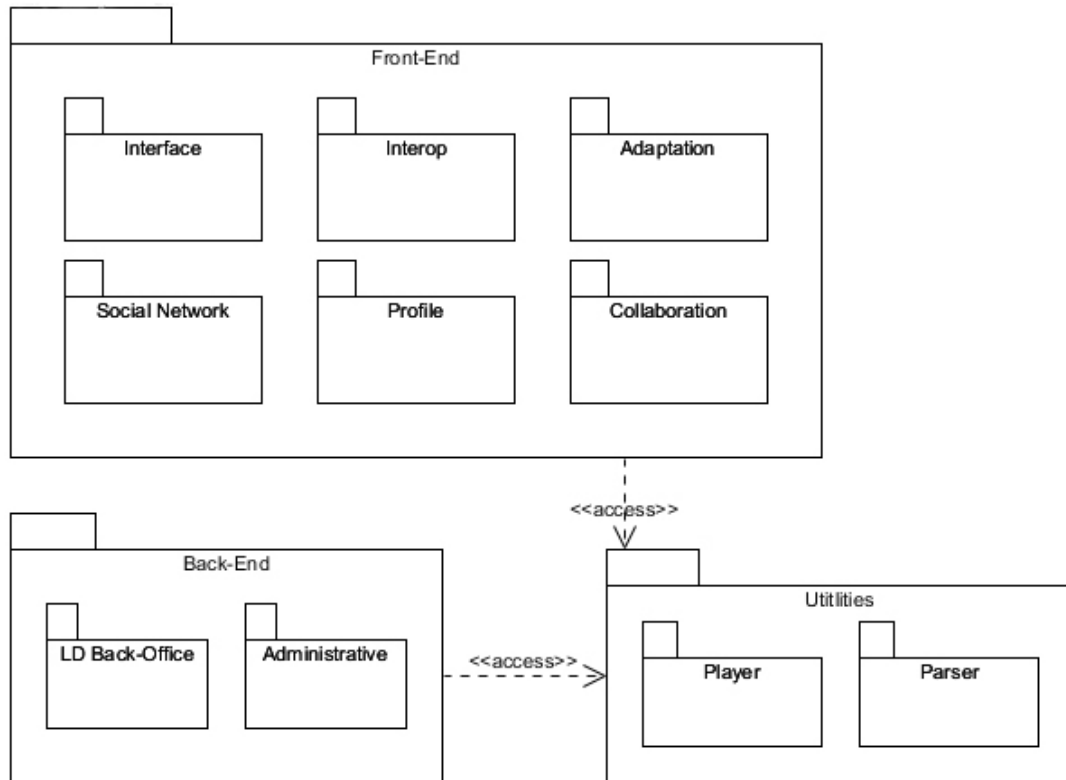 Front-End
Interface
Interop
Adaptation
Social Network
Profile
Collaboration
<<access>>
Back-End
LD Back-Office
Administrative
<<access>>
Utitlities
Player
Parser